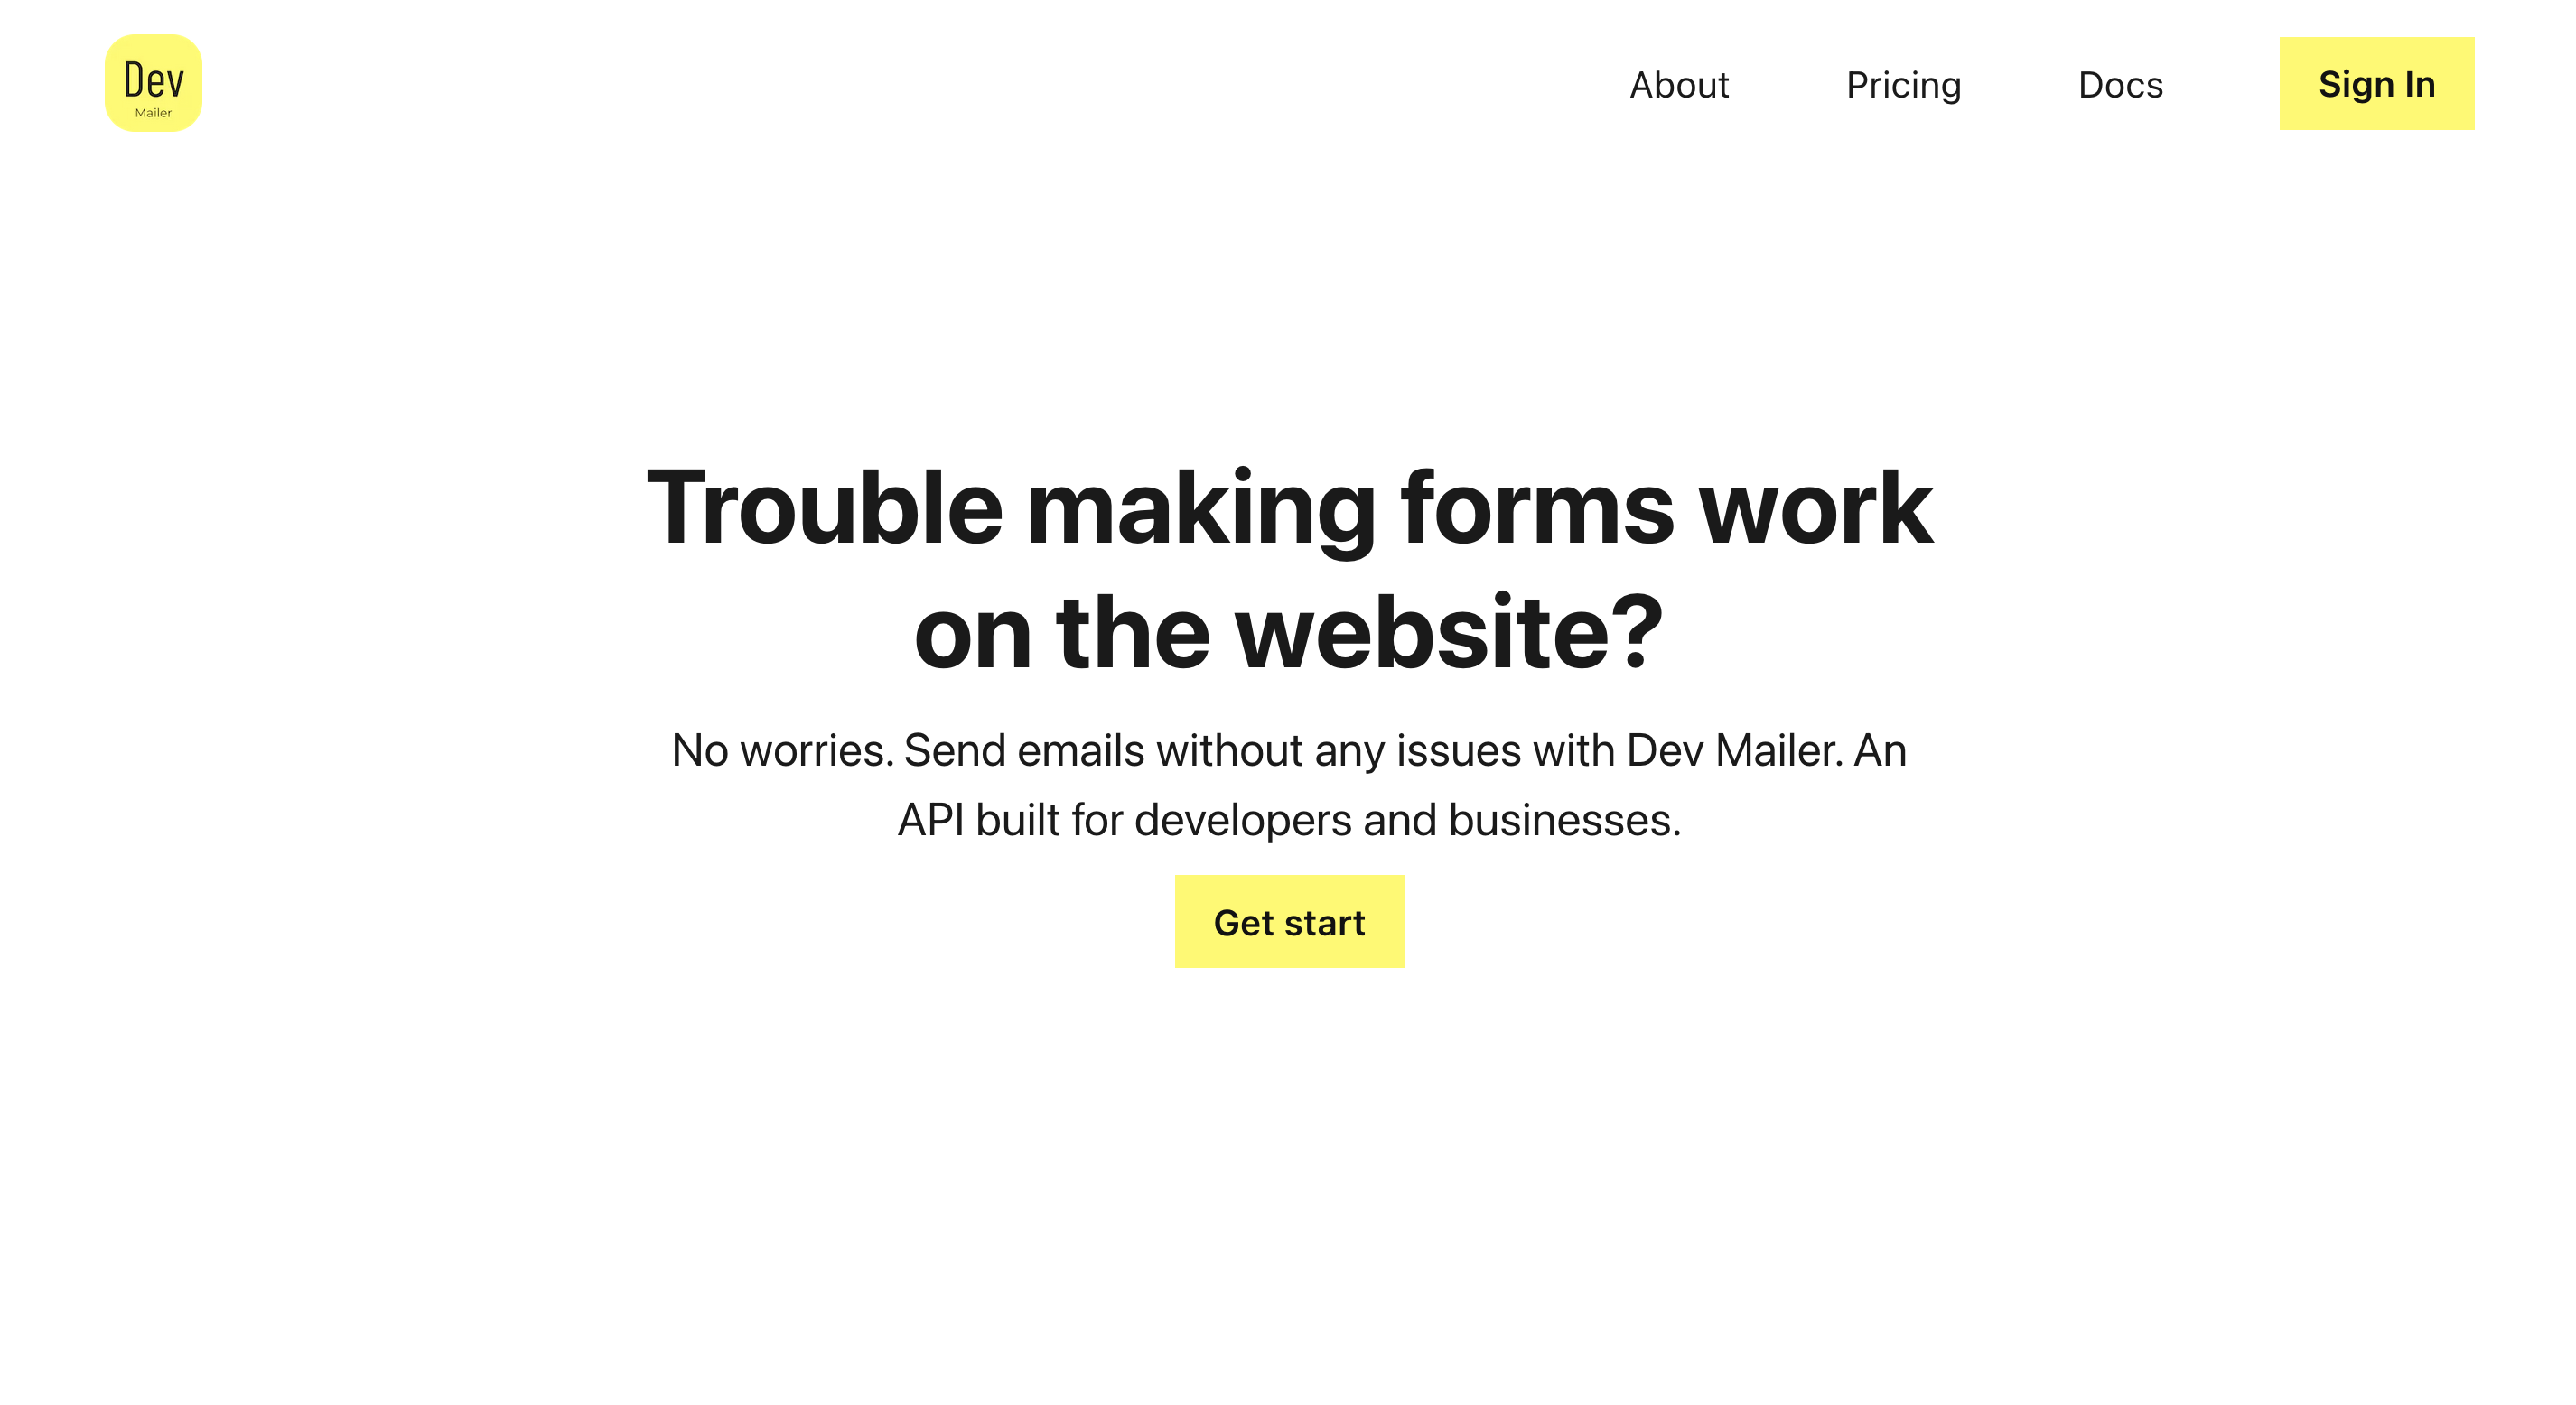 Dev
Mailer
About
Pricing
Docs
Sign In
Trouble making forms work
on the website?
No worries. Send emails without any issues with Dev Mailer. An
API built for developers and businesses.
Get start